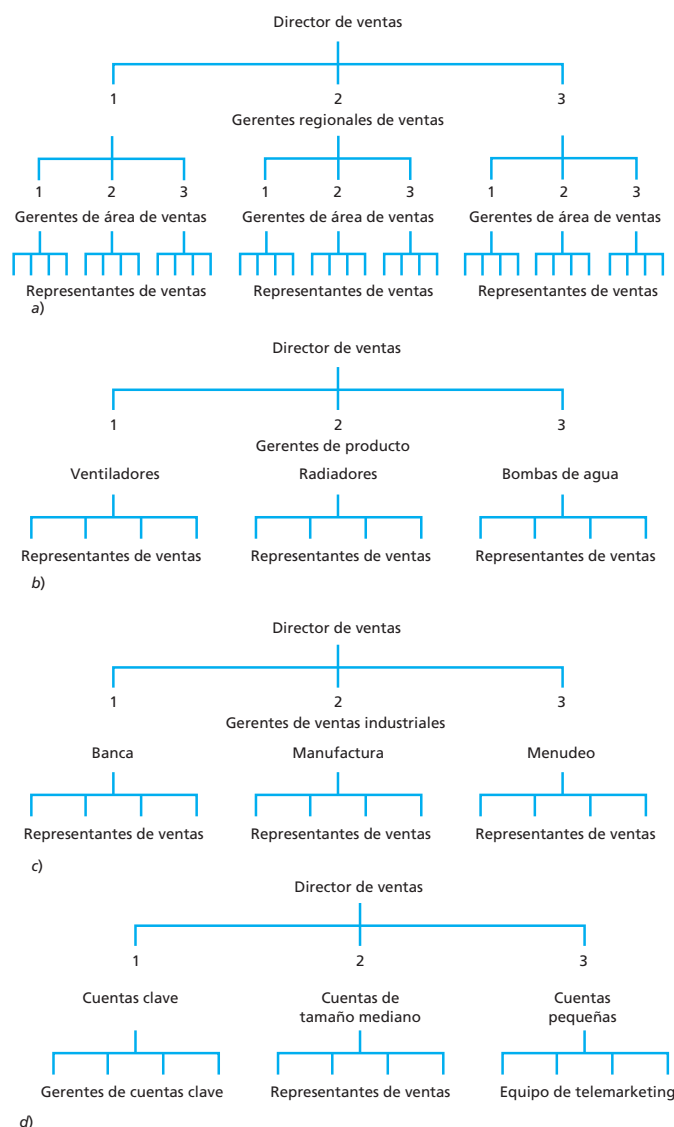 Director de ventas
1 2 3
Gerentes regionales de ventas
1 2 3 1 2 3 1 2 3
Gerentes de área de ventas Gerentes de área de ventas Gerentes de área de ventas
Representantes de ventas Representantes de ventas Representantes de ventas
a)
Director de ventas
1 2 3
Gerentes de producto
Ventiladores Radiadores Bombas de agua
Representantes de ventas Representantes de ventas Representantes de ventas
b)
Director de ventas
1 2 3
Gerentes de ventas industriales
Banca Manufactura Menudeo
Representantes de ventas Representantes de ventas Representantes de ventas
c)
Director de ventas
1 2 3
Cuentas clave Cuentas de Cuentas
tamaño mediano pequeñas
Gerentes de cuentas clave Representantes de ventas Equipo de telemarketing
d)